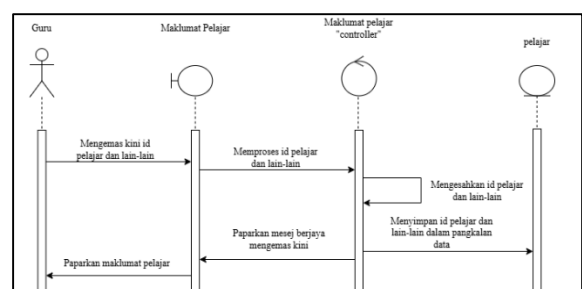 Guru
Maklumat Pelajar
Maklumat pelajar
"controller"
pelajar
Mengemas kini id
pelajar dan lain-lain
Memproses id pelajar
dan lain-lain
Mengesahkan id pelajar
dan lain-lain
Menyimpan id pelajar dan
lain-lain dalam pangkalan
data
Paparkan mesej berjaya
mengemas kini
Paparkan maklumat pelajar